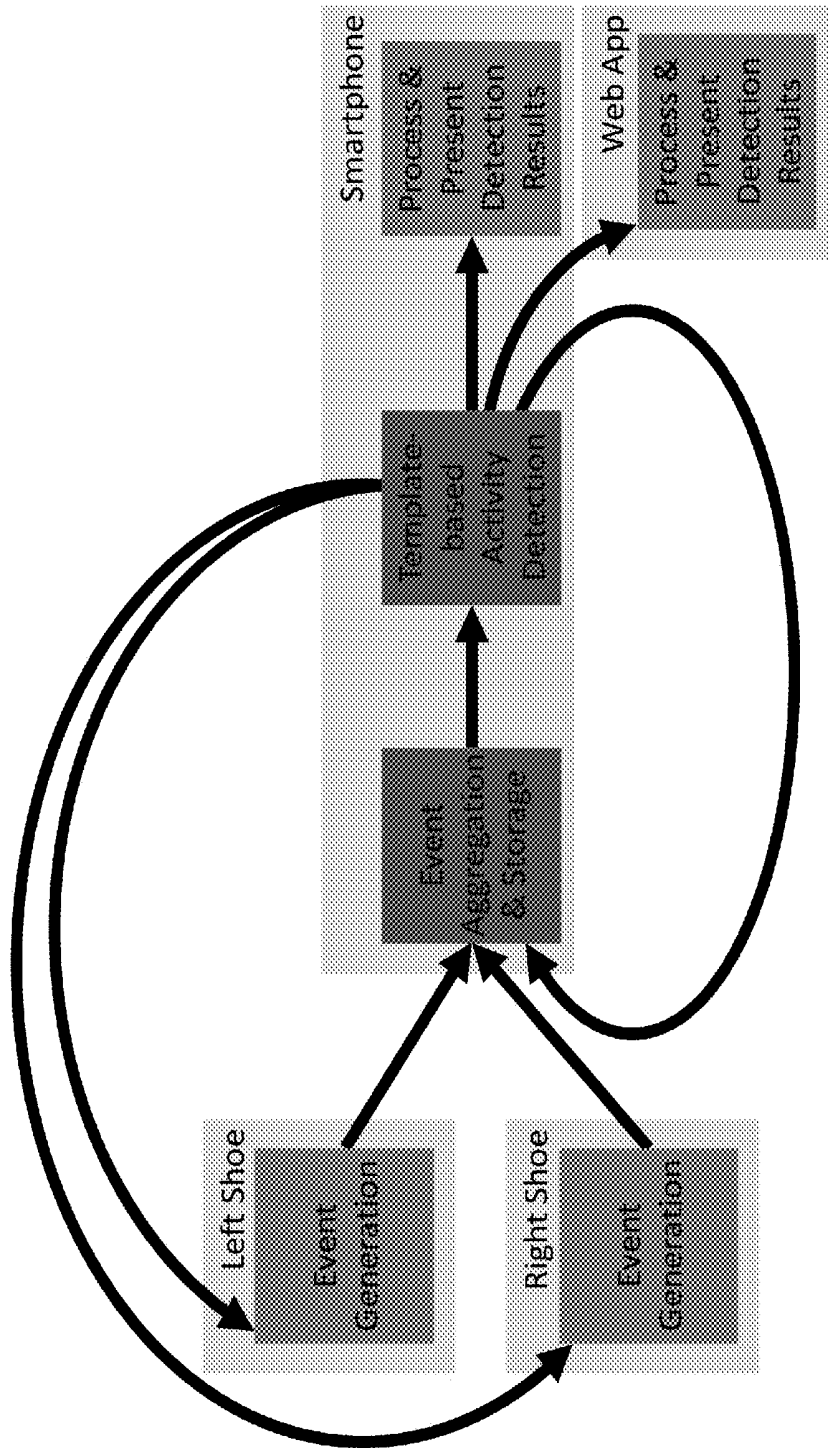 Left Shoe
Event
Generation
Right Shoe
Event
Generation
Event
Aggregation
& Storage
Template-
based
Activity
Detection
Smartphone
Process &
Present
Detection
Results
Web App
Process &
Present
Detection
Results